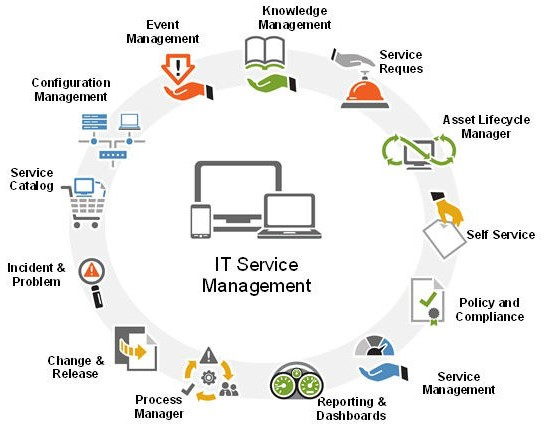 Knowledge
Management
Service
Reques
Asset Lifecycle
Manager
Self Service
Policy and
Compliance
Service
Management
Reporting &
Dashboards
Process
Manager
Change &
Release
Incident &
Problem
Service
Catalog
Configuration
Management
Event
Management
IT Service
Management